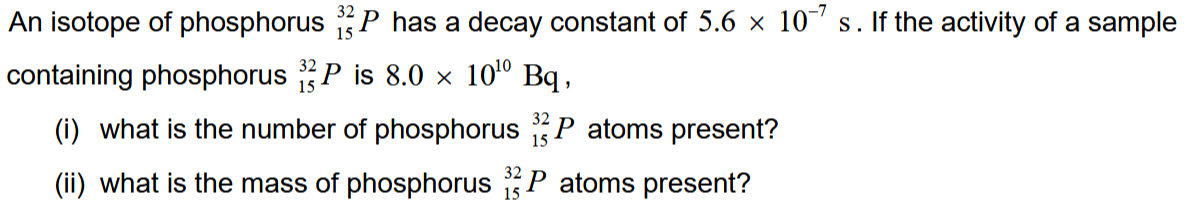 An isotope of phosphorus ³²₁₅P has a decay constant of 5.6 × 10⁻⁷ s. If the activity of a sample
containing phosphorus ³²₁₅P is 8.0 × 10¹⁰ Bq,
(i) what is the number of phosphorus ³²₁₅P atoms present?
(ii) what is the mass of phosphorus ³²₁₅P atoms present?